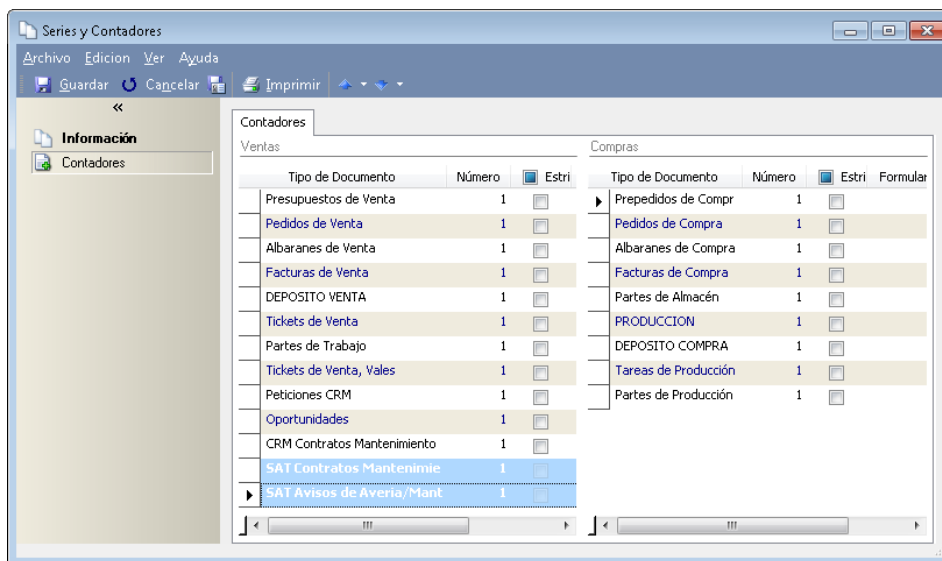 Series y Contadores
Archivo Edicion Ver Ayuda
Guardar Cancelar Imprimir
«
Información
Contadores
Contadores
Ventas
Tipo de Documento Número Estri
Presupuestos de Venta 1
Pedidos de Venta 1
Albaranes de Venta 1
Facturas de Venta 1
DEPOSITO VENTA 1
Tickets de Venta 1
Partes de Trabajo 1
Tickets de Venta, Vales 1
Peticiones CRM 1
Oportunidades 1
CRM Contratos Mantenimiento 1
SAT Contratos Mantenimie 1
SAT Avisos de Avería/Mant 1
Compras
Tipo de Documento Número Estri Formular
Prepedidos de Compr 1
Pedidos de Compra 1
Albaranes de Compra 1
Facturas de Compra 1
Partes de Almacén 1
PRODUCCION 1
DEPOSITO COMPRA 1
Tareas de Producción 1
Partes de Producción 1